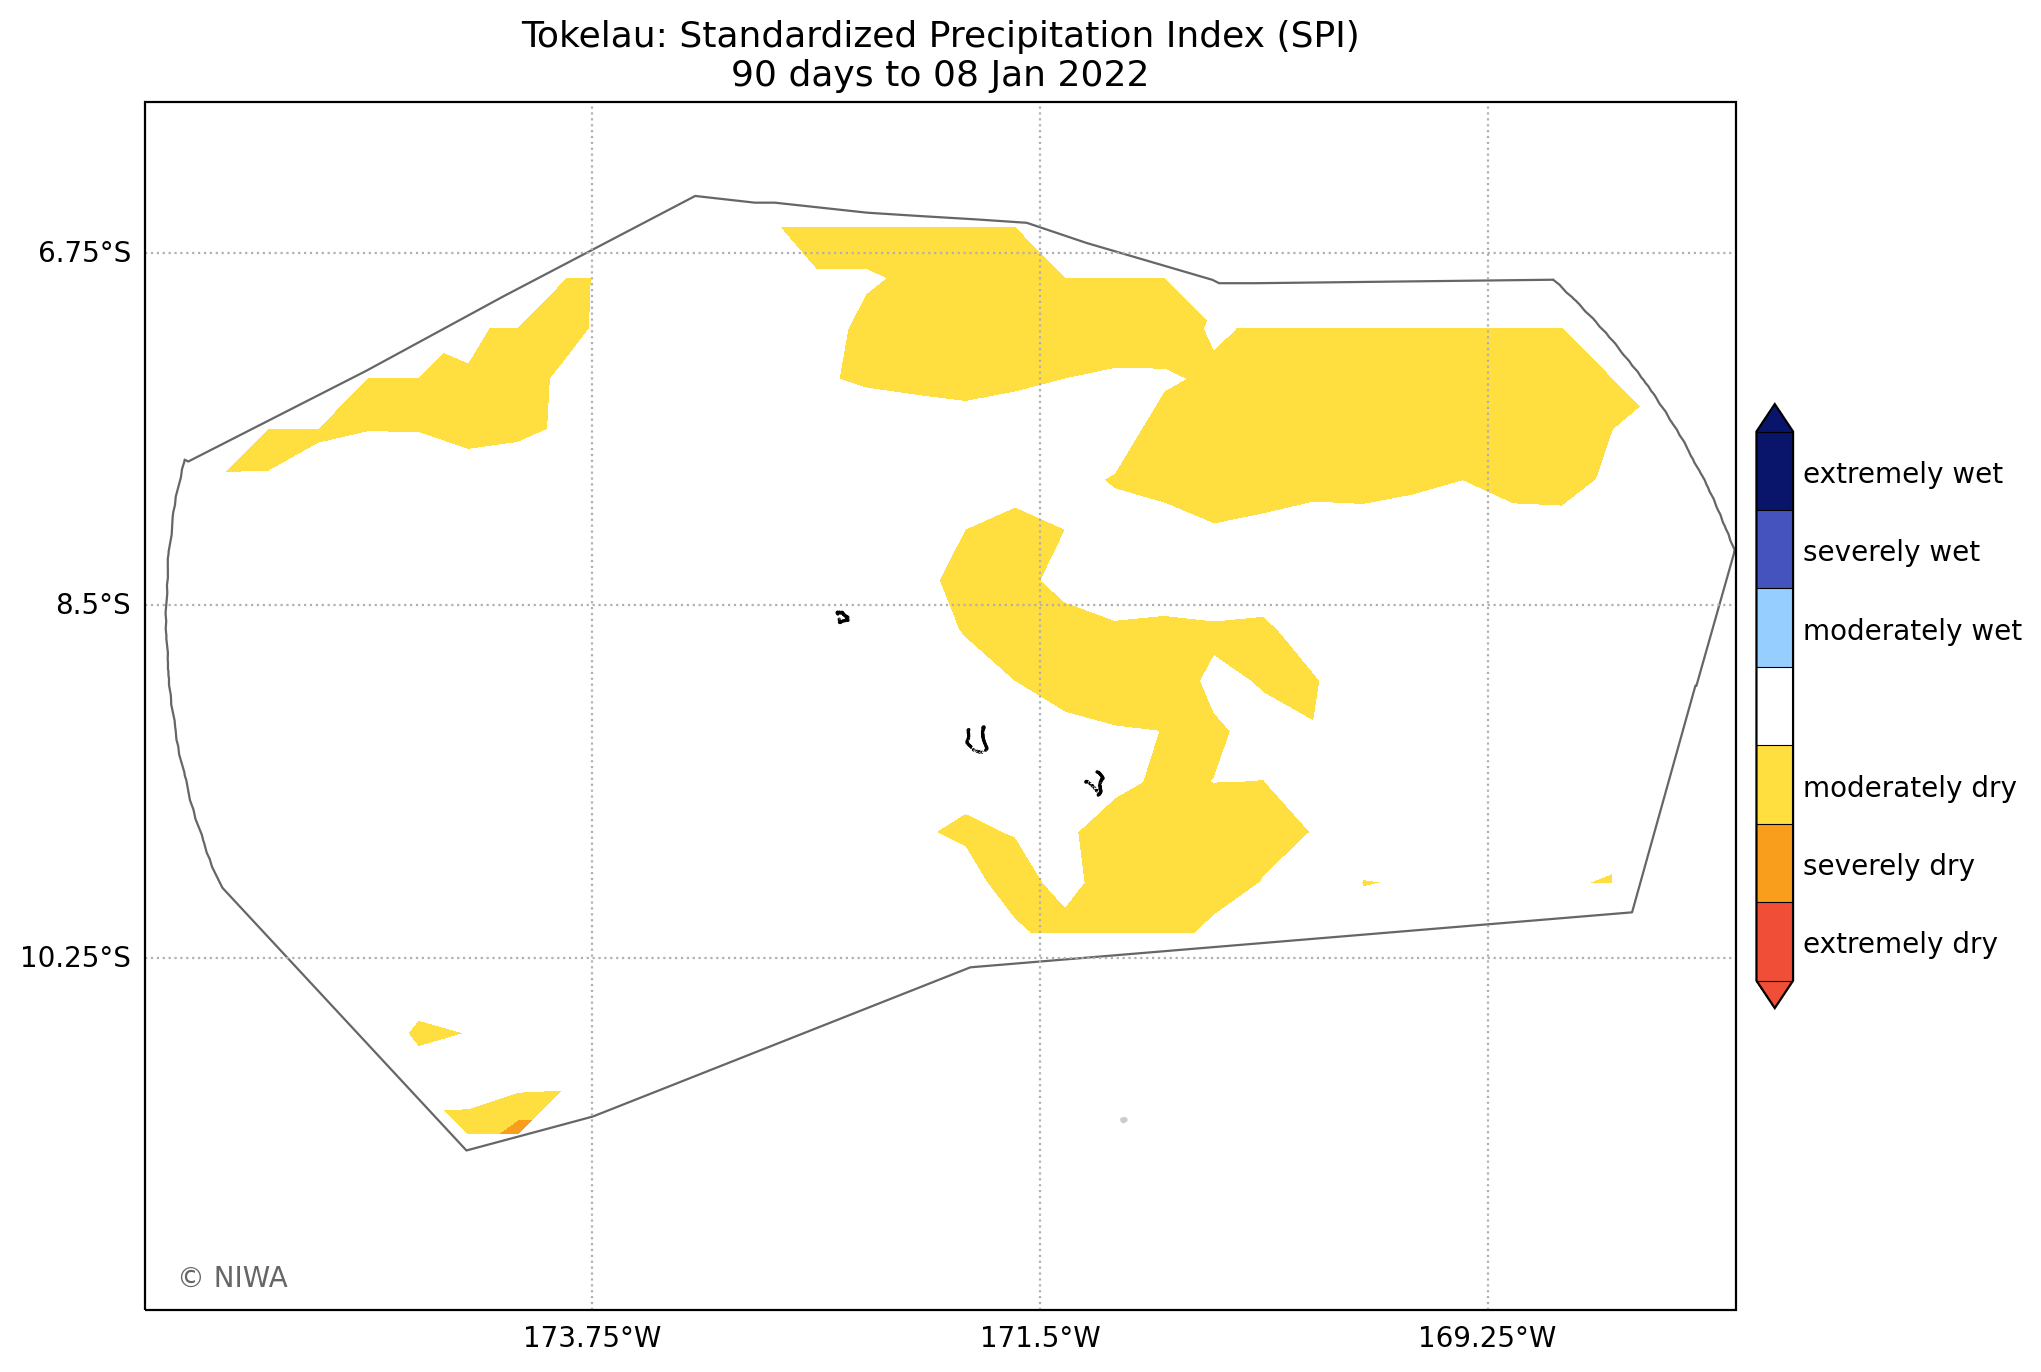 Tokelau: Standardized Precipitation Index (SPI)
90 days to 08 Jan 2022
6.75°S
8.5°S
10.25°S
173.75°W
171.5°W
169.25°W
extremely wet
severely wet
moderately wet
moderately dry
severely dry
extremely dry
© NIWA